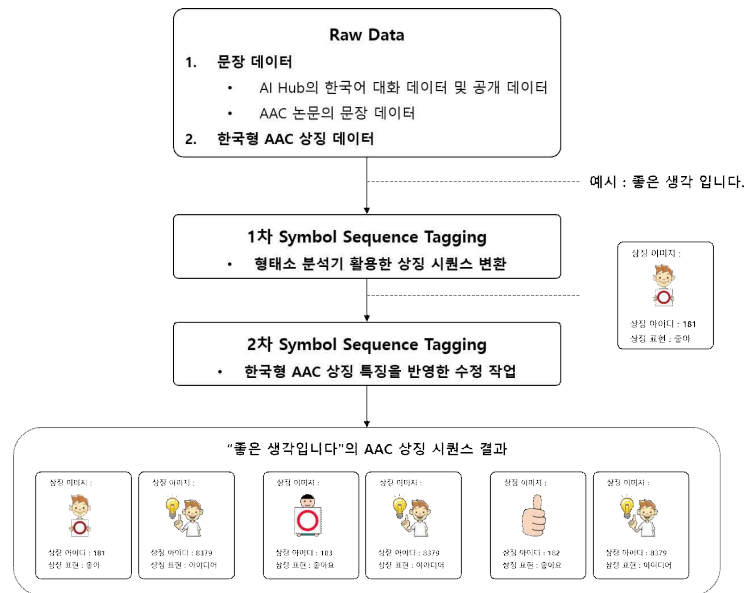 Raw Data
1. 문장 데이터
• AI Hub의 한국어 대화 데이터 및 공개 데이터
• AAC 논문의 문장 데이터
2. 한국형 AAC 상징 데이터
예시 : 좋은 생각 입니다.
1차 Symbol Sequence Tagging
• 형태소 분석기 활용한 상징 시퀀스 변환
상징 이미지 :
상징 아이디 : 181
상징 표현 : 좋아
2차 Symbol Sequence Tagging
• 한국형 AAC 상징 특징을 반영한 수정 작업
“좋은 생각입니다"의 AAC 상징 시퀀스 결과
상징 이미지 :
상징 아이디 : 181
상징 표현 : 좋아
상징 이미지 :
상징 아이디 : 8379
상징 표현 : 아이디어
상징 이미지 :
상징 아이디 : 183
상징 표현 : 좋아요
상징 이미지 :
상징 아이디 : 8379
상징 표현 : 아이디어
상징 이미지 :
상징 아이디 : 182
상징 표현 : 좋아요
상징 이미지 :
상징 아이디 : 8379
상징 표현 : 아이디어